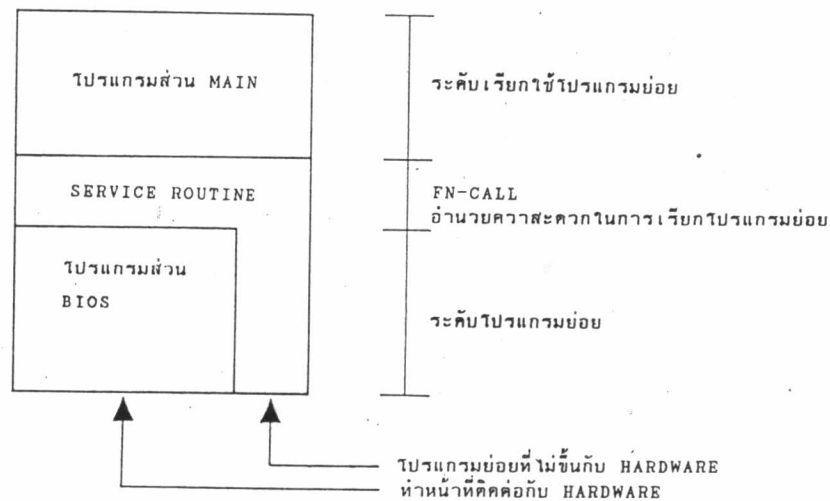 โปรแกรมส่วน MAIN
ระดับเรียกใช้โปรแกรมย่อย
SERVICE ROUTINE
FN-CALL
อำนวยความสะดวกในการเรียกโปรแกรมย่อย
โปรแกรมส่วน
BIOS
ระดับโปรแกรมย่อย
โปรแกรมย่อยที่ไม่ขึ้นกับ HARDWARE
ทำหน้าที่ติดต่อกับ HARDWARE